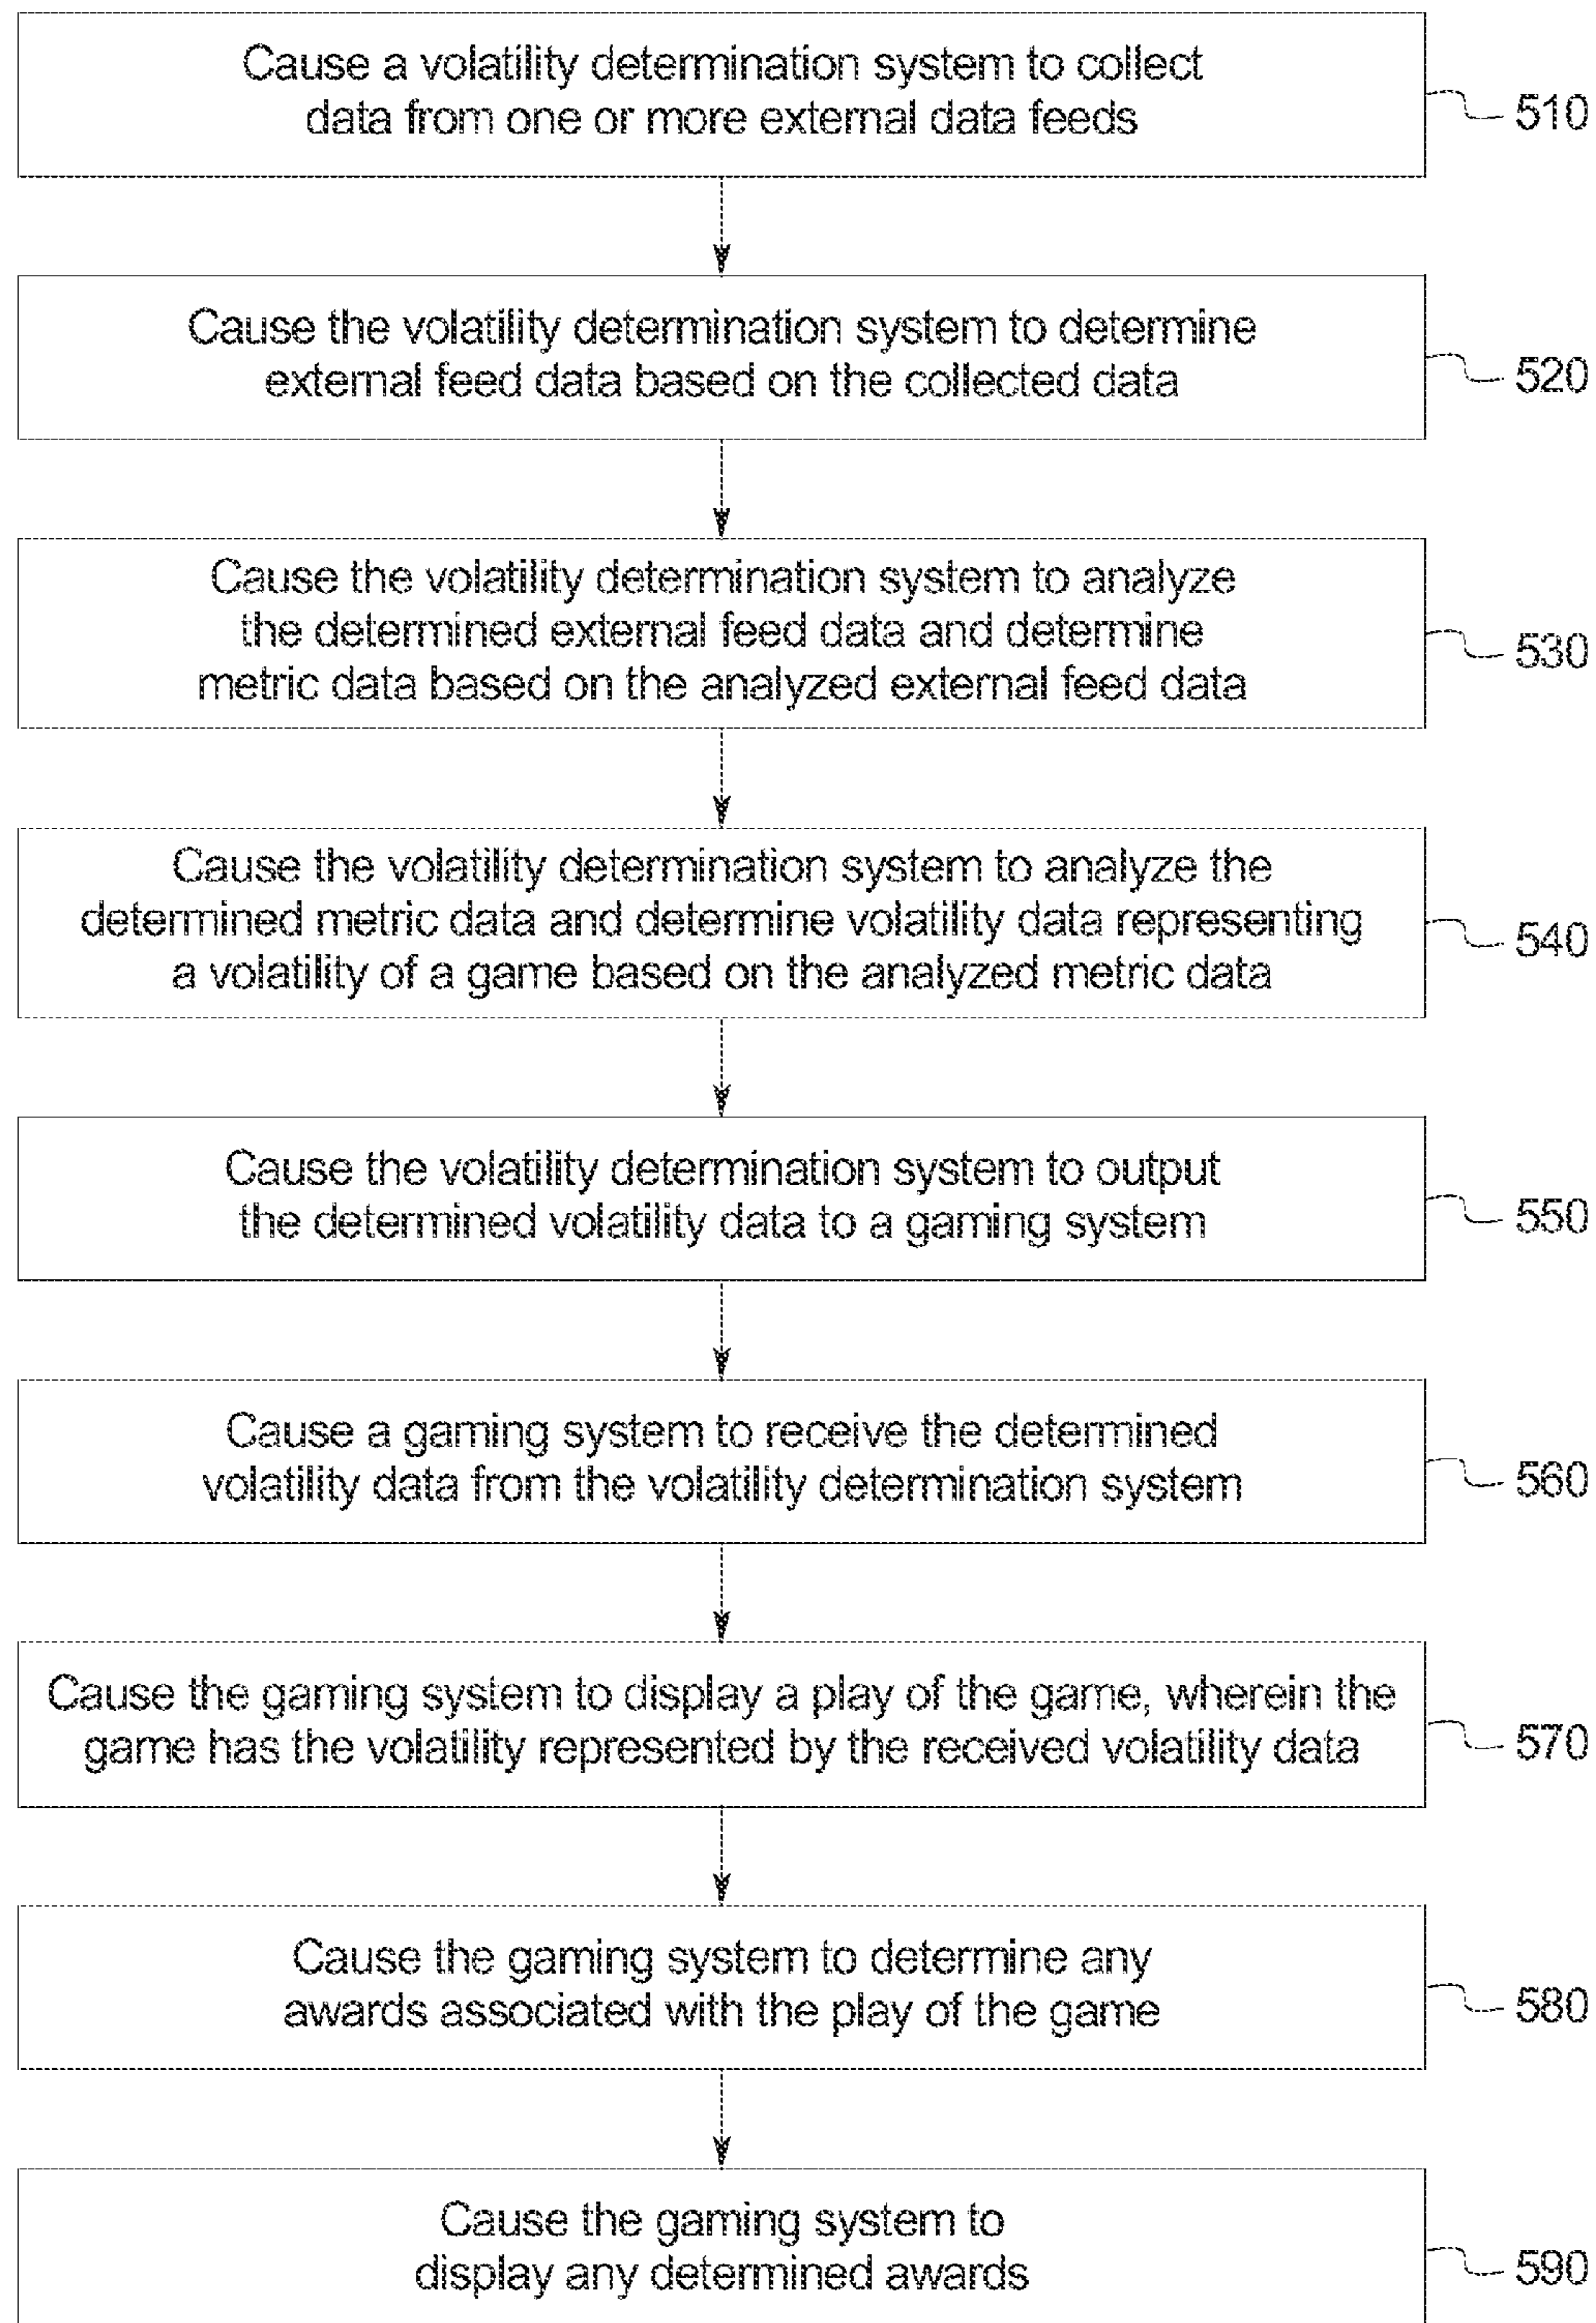 Cause a volatility determination system to collect
data from one or more external data feeds
510
Cause the volatility determination system to determine
external feed data based on the collected data
520
Cause the volatility determination system to analyze
the determined external feed data and determine
metric data based on the analyzed external feed data
530
Cause the volatility determination system to analyze the
determined metric data and determine volatility data representing
a volatility of a game based on the analyzed metric data
540
Cause the volatility determination system to output
the determined volatility data to a gaming system
550
Cause a gaming system to receive the determined
volatility data from the volatility determination system
560
Cause the gaming system to display a play of the game, wherein the
game has the volatility represented by the received volatility data
570
Cause the gaming system to determine any
awards associated with the play of the game
580
Cause the gaming system to
display any determined awards
590